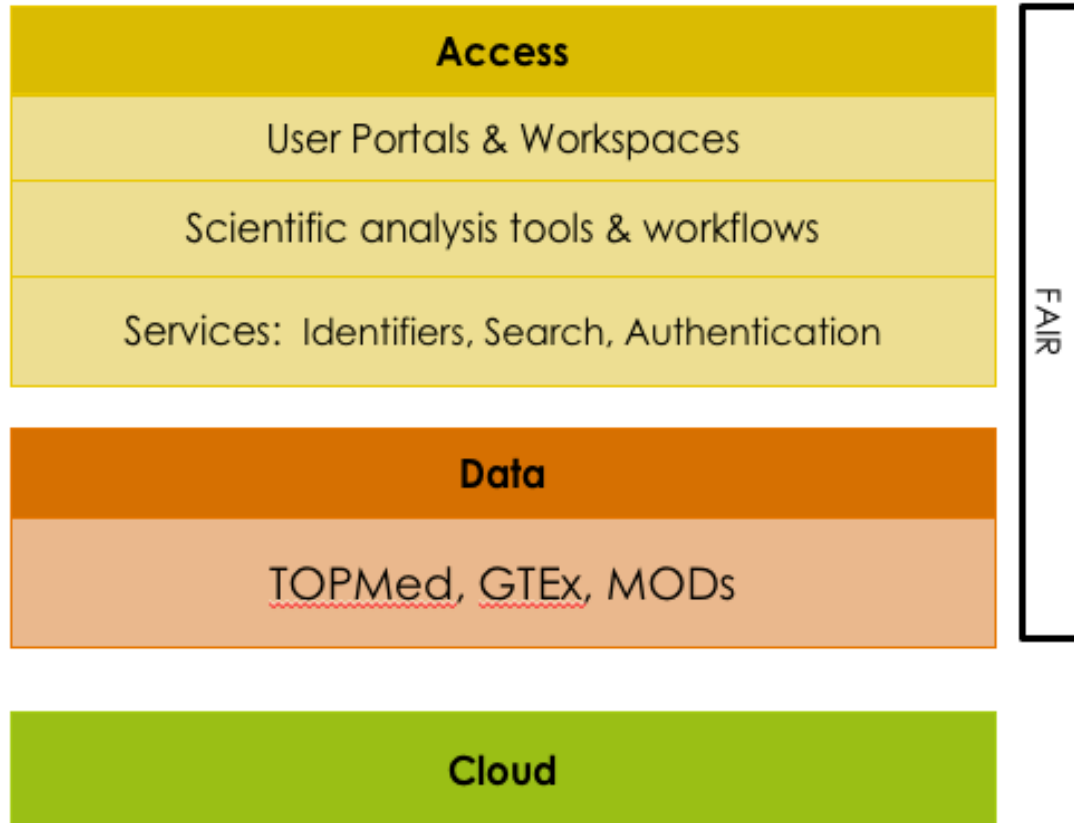 Access
User Portals & Workspaces
Scientific analysis tools & workflows
Services: Identifiers, Search, Authentication
FAIR
Data
TOPMed, GTEx, MODs
Cloud